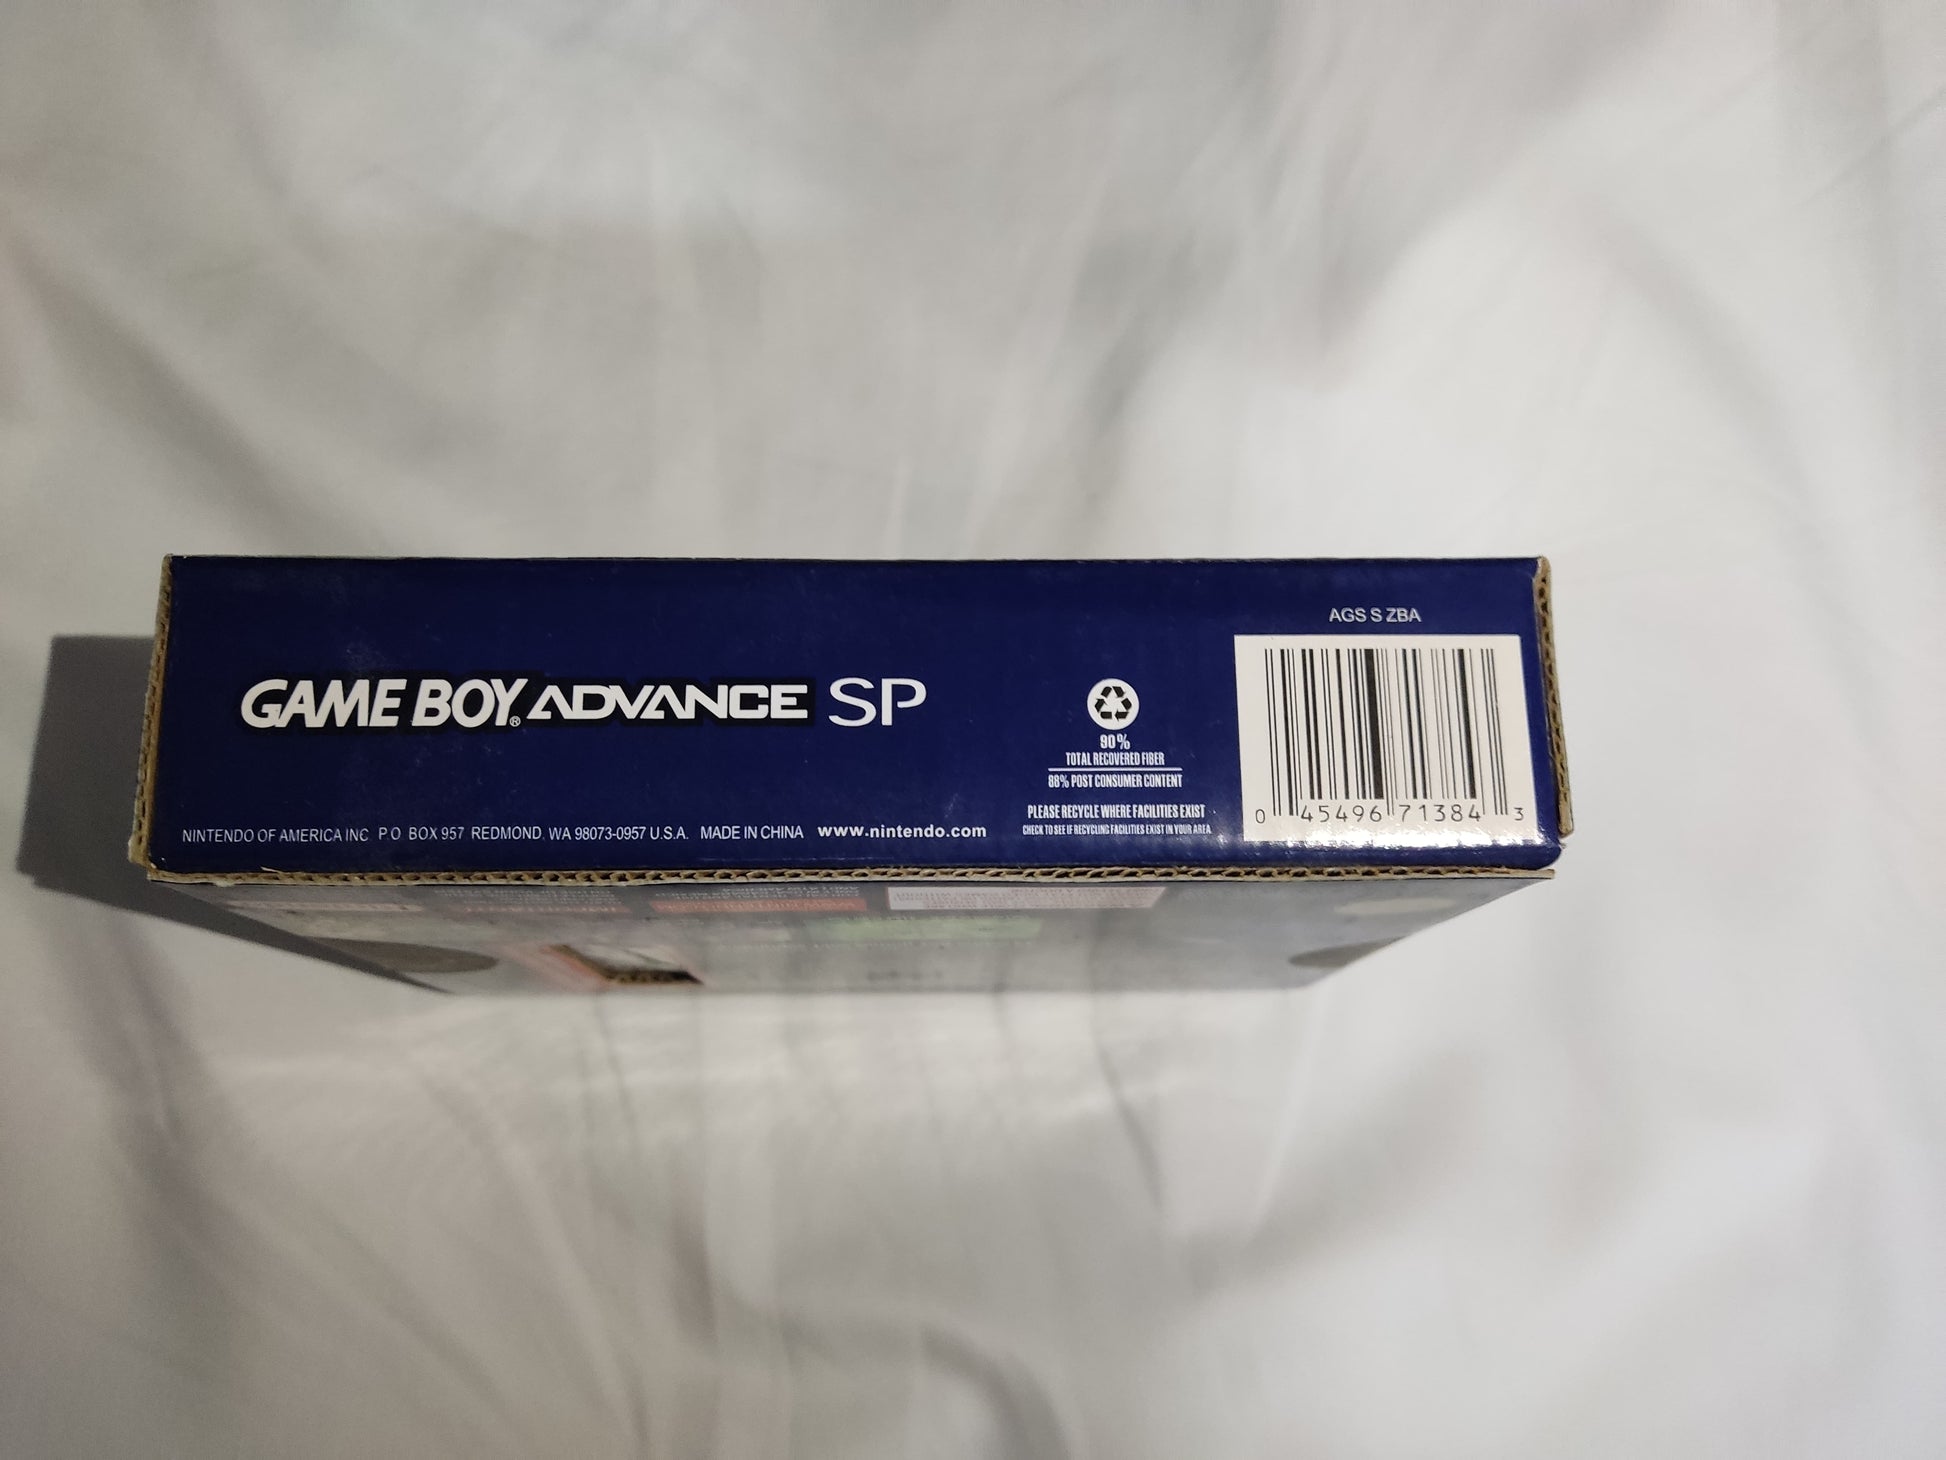 AGS S ZBA
GAME BOY® ADVANCE SP
90%
TOTAL RECOVERED FIBER
88% POST CONSUMER CONTENT
PLEASE RECYCLE WHERE FACILITIES EXIST
CHECK TO SEE IF RECYCLING FACILITIES EXIST IN YOUR AREA
0 45496 71384 3
NINTENDO OF AMERICA INC P.O BOX 957 REDMOND, WA 98073-0957 U.S.A. MADE IN CHINA www.nintendo.com